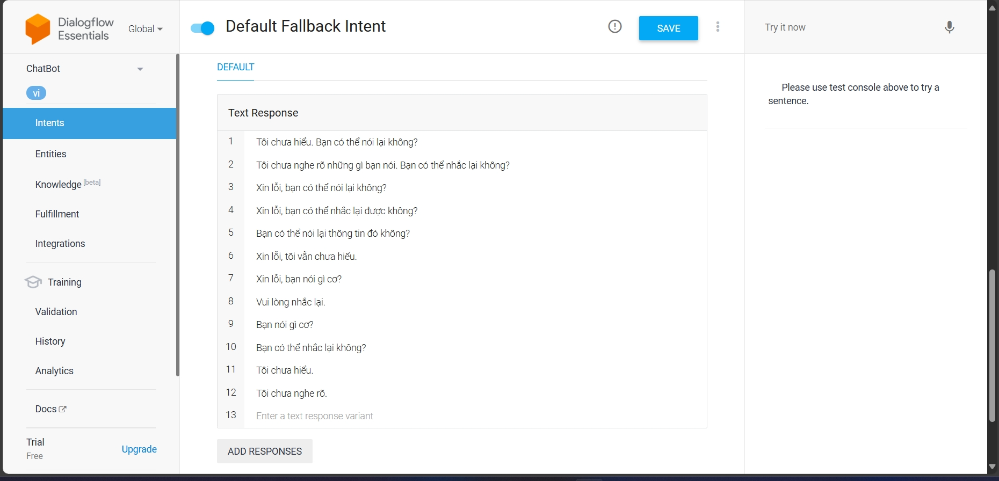 Dialogflow
Essentials
Global
Default Fallback Intent
SAVE
Try it now
ChatBot
vi
Intents
Entities
Knowledge [beta]
Fulfillment
Integrations
Training
Validation
History
Analytics
Docs
Trial
Free
Upgrade
DEFAULT
Text Response
1 Tôi chưa hiểu. Bạn có thể nói lại không?
2 Tôi chưa nghe rõ những gì bạn nói. Bạn có thể nhắc lại không?
3 Xin lỗi, bạn có thể nói lại không?
4 Xin lỗi, bạn có thể nhắc lại được không?
5 Bạn có thể nói lại thông tin đó không?
6 Xin lỗi, tôi vẫn chưa hiểu.
7 Xin lỗi, bạn nói gì cơ?
8 Vui lòng nhắc lại.
9 Bạn nói gì cơ?
10 Bạn có thể nhắc lại không?
11 Tôi chưa hiểu.
12 Tôi chưa nghe rõ.
13 Enter a text response variant
ADD RESPONSES
Please use test console above to try a
sentence.